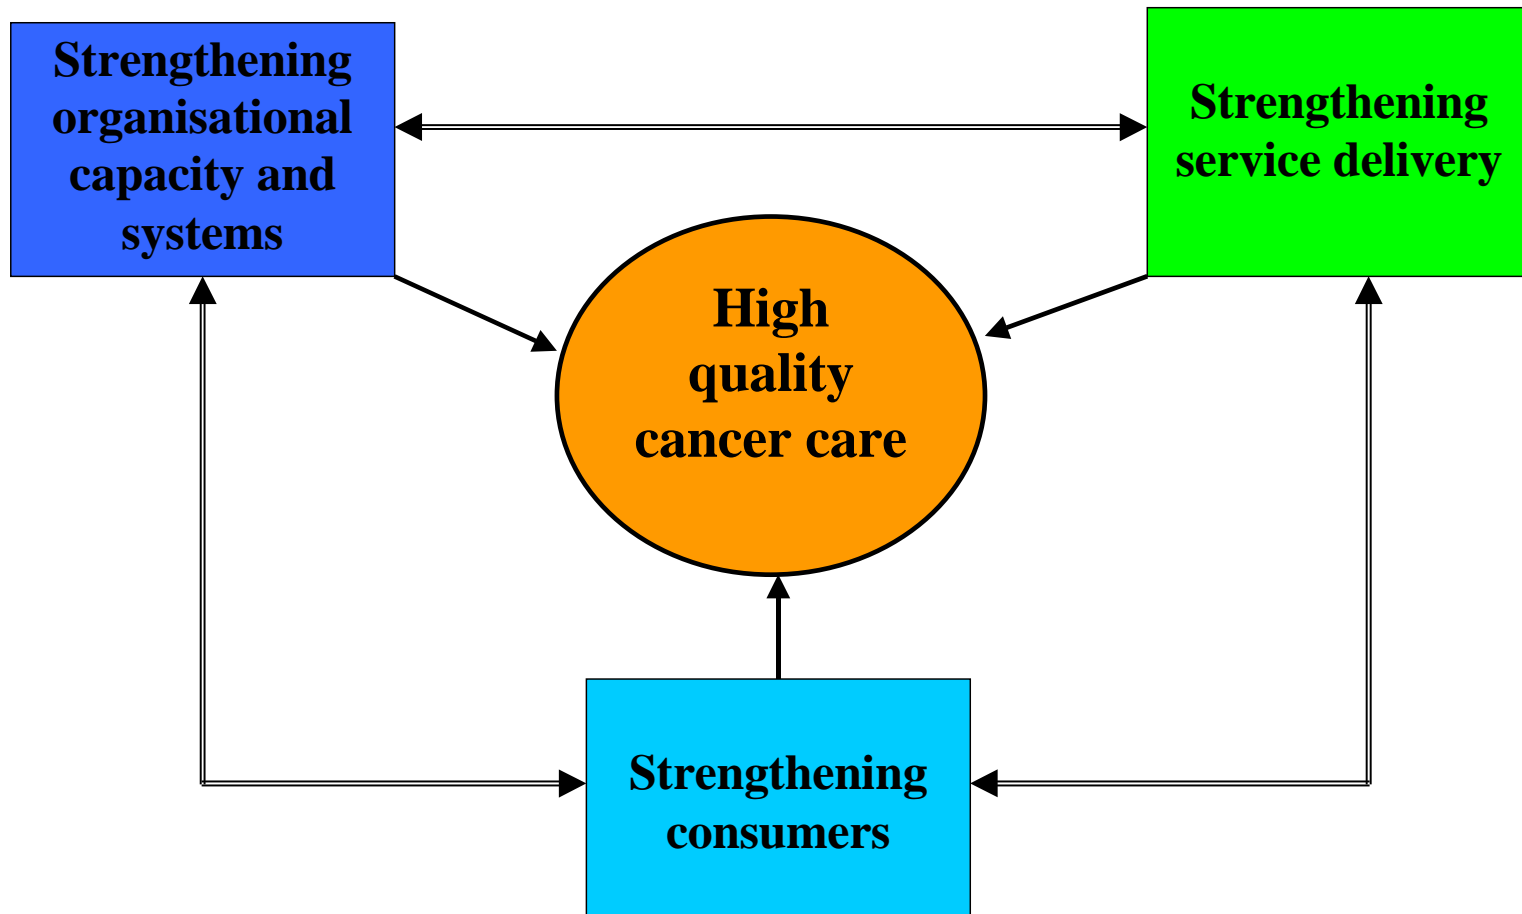 Strengthening
organisational
capacity and
systems
Strengthening
service delivery
High
quality
cancer care
Strengthening
consumers